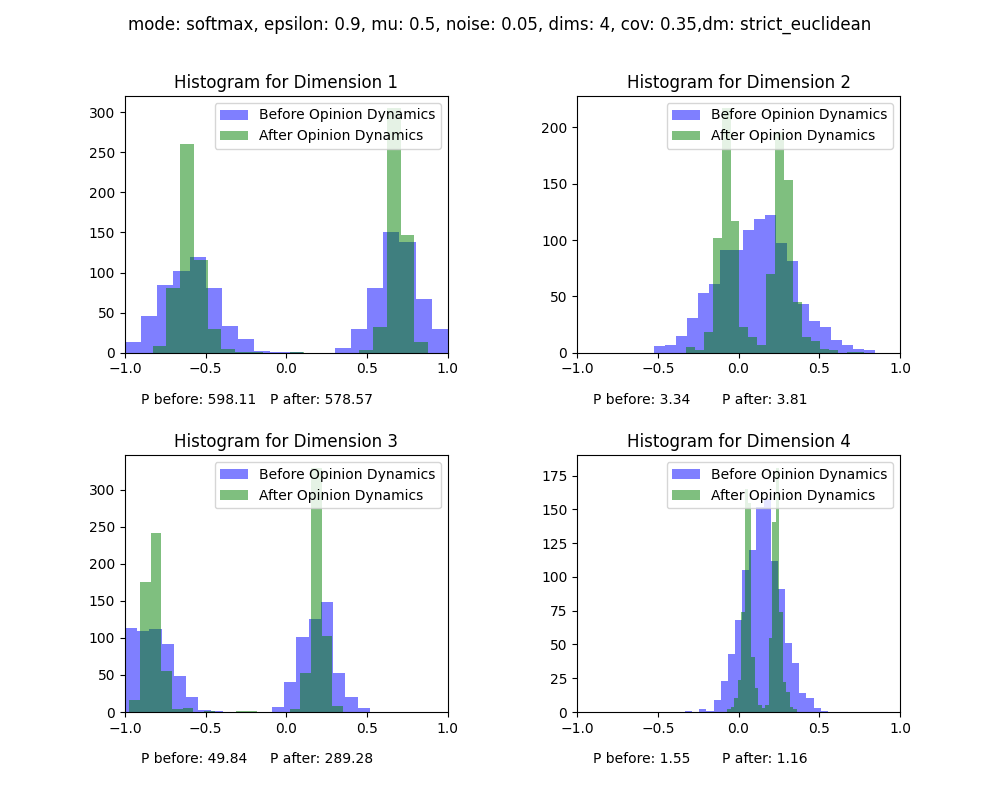 mode: softmax, epsilon: 0.9, mu: 0.5, noise: 0.05, dims: 4, cov: 0.35,dm: strict_euclidean
Histogram for Dimension 1
Before Opinion Dynamics
After Opinion Dynamics
300
250
200
150
100
50
0
−1.0 −0.5 0.0 0.5 1.0
P before: 598.11 P after: 578.57
Histogram for Dimension 2
Before Opinion Dynamics
After Opinion Dynamics
200
150
100
50
0
−1.0 −0.5 0.0 0.5 1.0
P before: 3.34 P after: 3.81
Histogram for Dimension 3
Before Opinion Dynamics
After Opinion Dynamics
300
250
200
150
100
50
0
−1.0 −0.5 0.0 0.5 1.0
P before: 49.84 P after: 289.28
Histogram for Dimension 4
Before Opinion Dynamics
After Opinion Dynamics
175
150
125
100
75
50
25
0
−1.0 −0.5 0.0 0.5 1.0
P before: 1.55 P after: 1.16